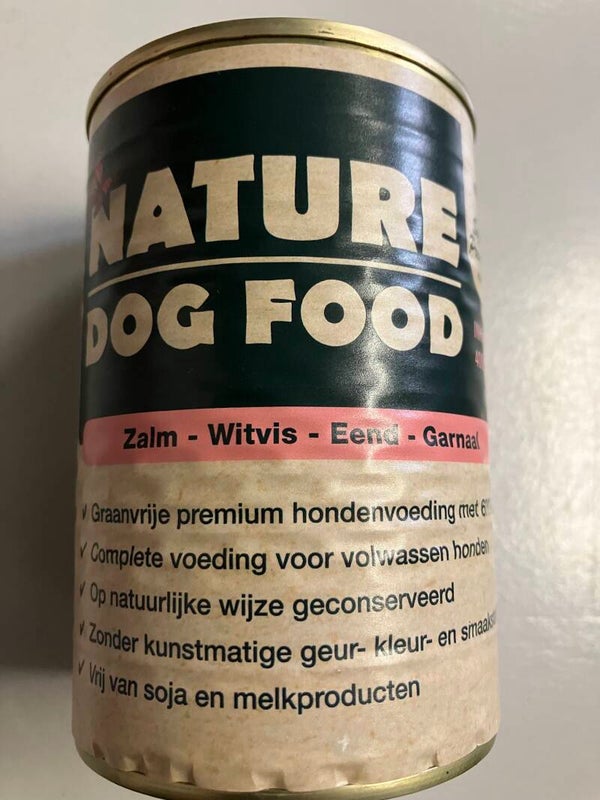 NATURE
DOG FOOD
Zalm - Witvis - Eend - Garnaal
✓ Graanvrije premium hondenvoeding met
✓ Complete voeding voor volwassen honden
✓ Op natuurlijke wijze geconserveerd
✓ Zonder kunstmatige geur- kleur- en
✓ Vrij van soja en melkproducten